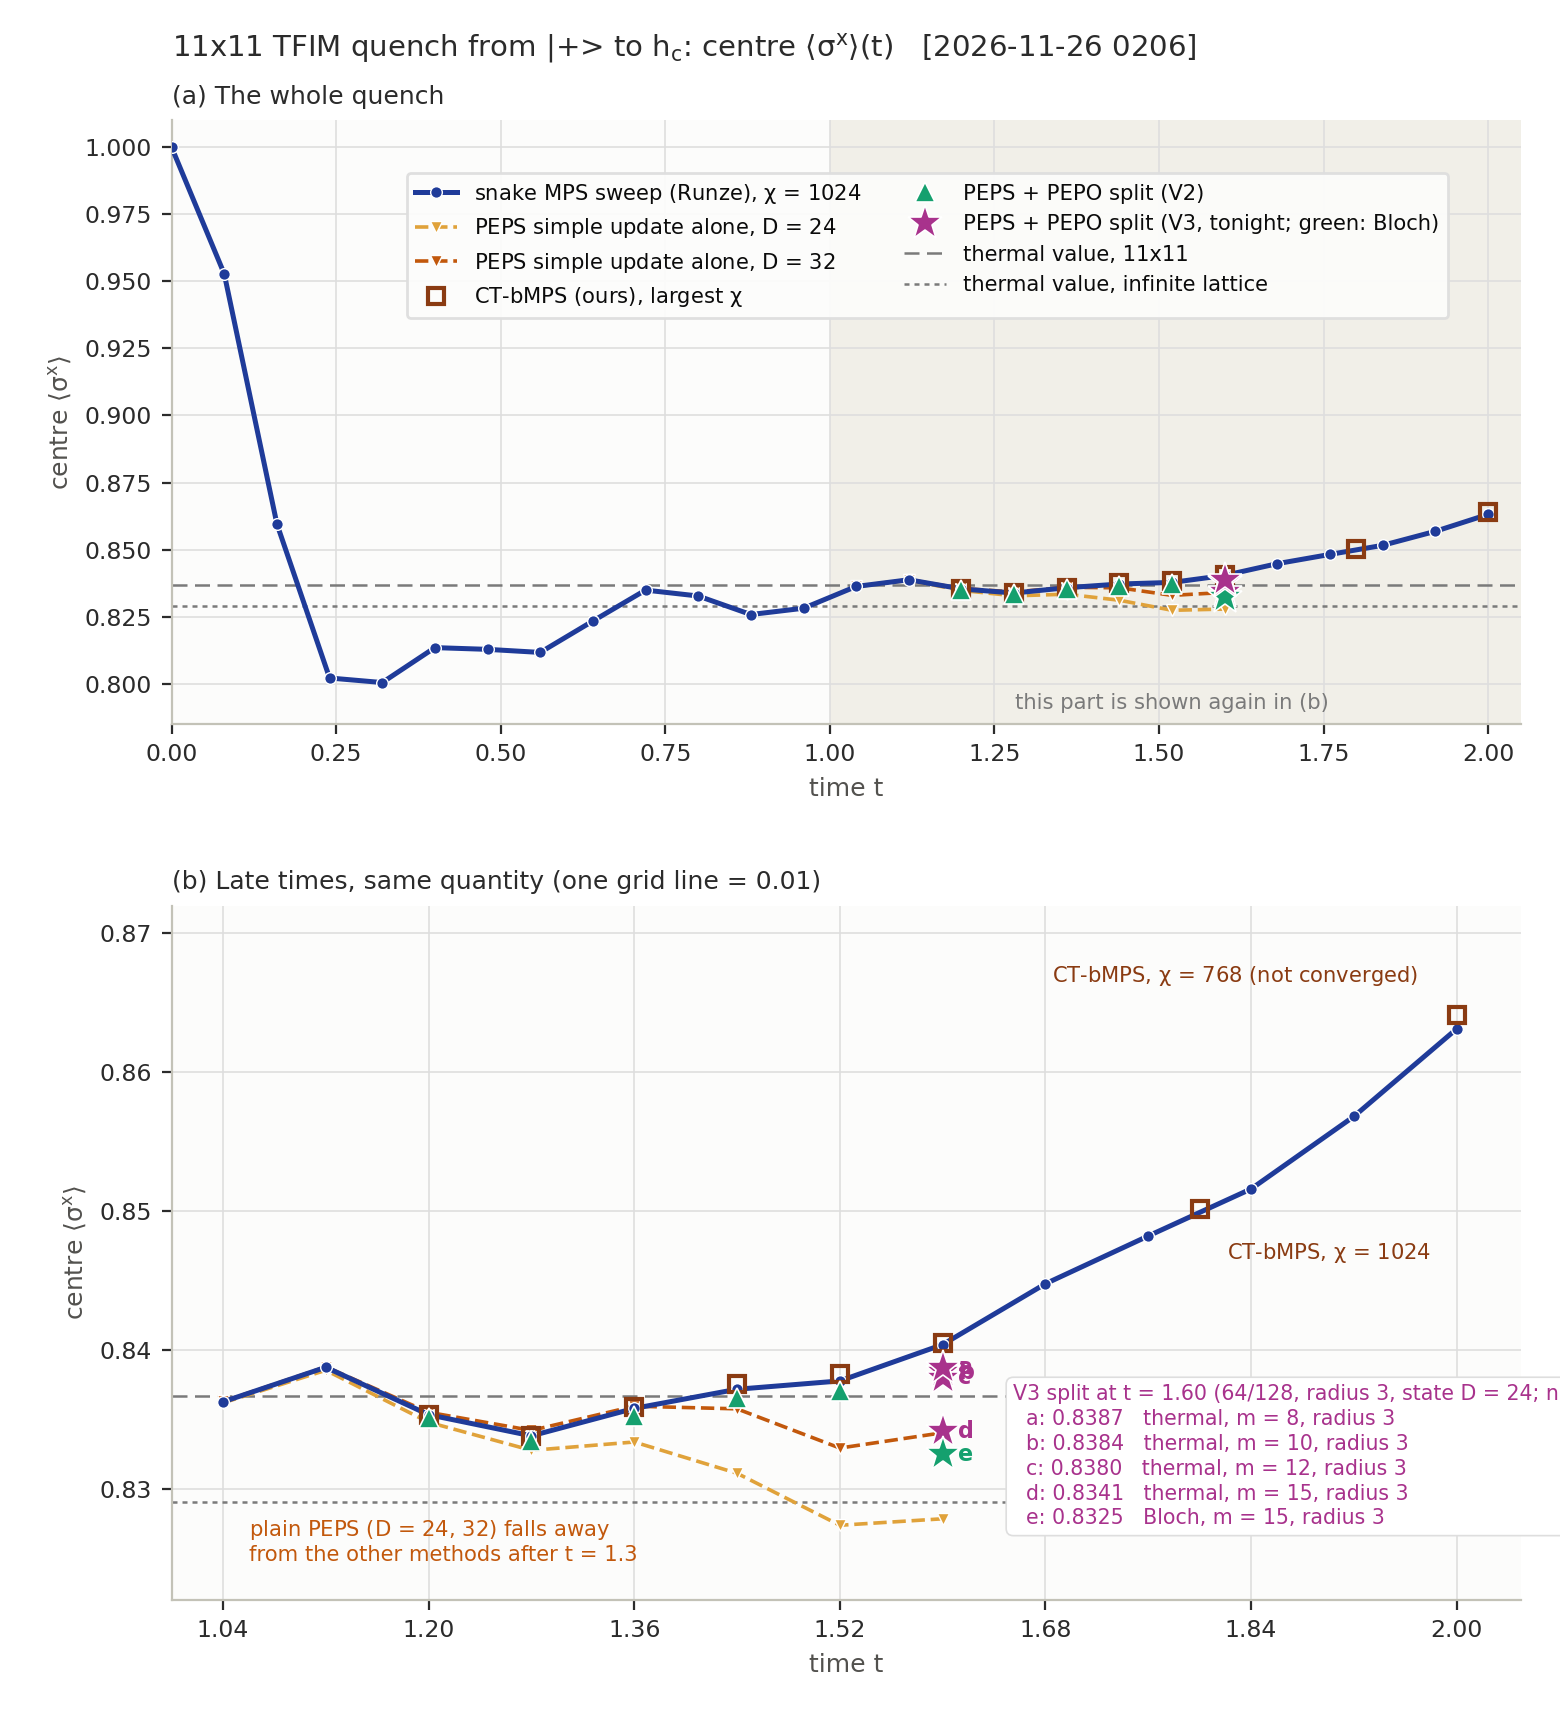 11x11 TFIM quench from |+> to h_c: centre ⟨σ^x⟩(t)   [2026-11-26 0206]
(a) The whole quench
1.000
0.975
0.950
0.925
0.900
0.875
0.850
0.825
0.800
centre ⟨σ^x⟩
snake MPS sweep (Runze), χ = 1024
PEPS simple update alone, D = 24
PEPS simple update alone, D = 32
CT-bMPS (ours), largest χ
PEPS + PEPO split (V2)
PEPS + PEPO split (V3, tonight; green: Bloch)
thermal value, 11x11
thermal value, infinite lattice
this part is shown again in (b)
0.00 0.25 0.50 0.75 1.00 1.25 1.50 1.75 2.00
time t
(b) Late times, same quantity (one grid line = 0.01)
0.87
0.86
0.85
0.84
0.83
centre ⟨σ^x⟩
CT-bMPS, χ = 768 (not converged)
CT-bMPS, χ = 1024
d
e
V3 split at t = 1.60 (64/128, radius 3, state D = 24; n
a: 0.8387   thermal, m = 8, radius 3
b: 0.8384   thermal, m = 10, radius 3
c: 0.8380   thermal, m = 12, radius 3
d: 0.8341   thermal, m = 15, radius 3
e: 0.8325   Bloch, m = 15, radius 3
plain PEPS (D = 24, 32) falls away
from the other methods after t = 1.3
1.04 1.20 1.36 1.52 1.68 1.84 2.00
time t